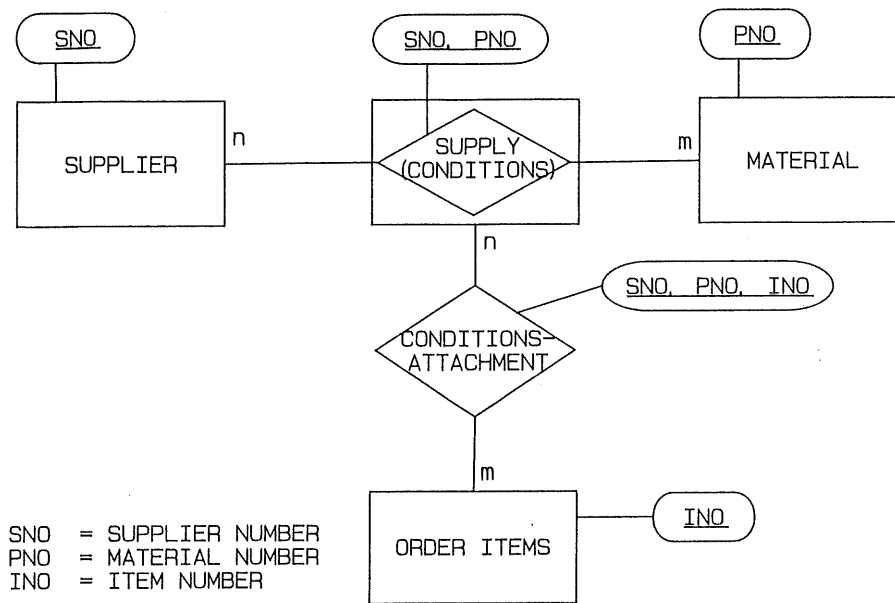 SNO
SNO, PNO
PNO
n
m
SUPPLIER
SUPPLY
(CONDITIONS)
MATERIAL
n
SNO, PNO, INO
CONDITIONS-
ATTACHMENT
m
ORDER ITEMS
INO
SNO = SUPPLIER NUMBER
PNO = MATERIAL NUMBER
INO = ITEM NUMBER